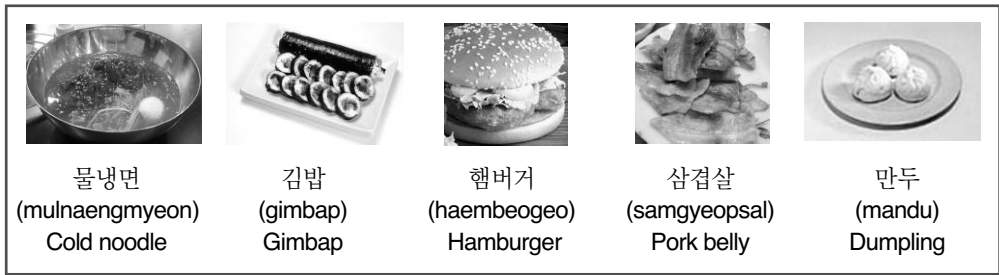 물냉면 김밥 햄버거 삼겹살 만두
(mulnaengmyeon) (gimbap) (haembeogeo) (samgyeopsal) (mandu)
Cold noodle Gimbap Hamburger Pork belly Dumpling